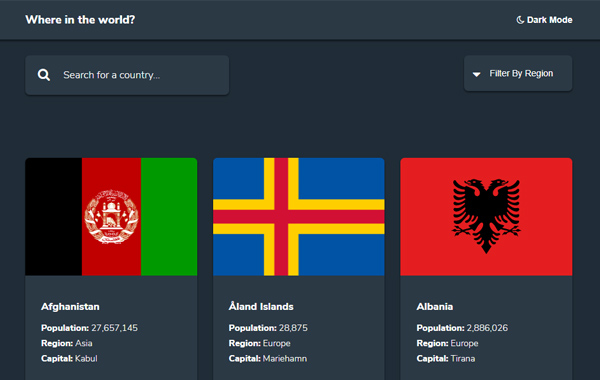 Where in the world?
Dark Mode
Search for a country...
Filter By Region
Afghanistan
Population: 27,657,145
Region: Asia
Capital: Kabul
Åland Islands
Population: 28,875
Region: Europe
Capital: Mariehamn
Albania
Population: 2,886,026
Region: Europe
Capital: Tirana